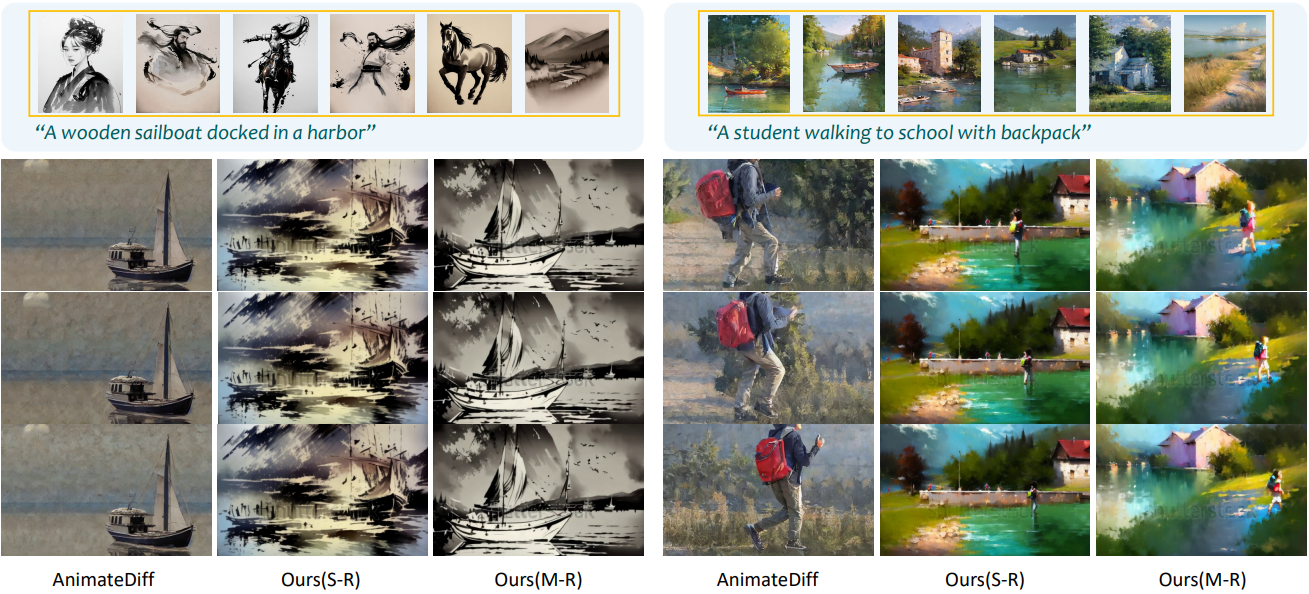 “A wooden sailboat docked in a harbor”
“A student walking to school with backpack”
AnimateDiff
Ours(S-R)
Ours(M-R)
AnimateDiff
Ours(S-R)
Ours(M-R)